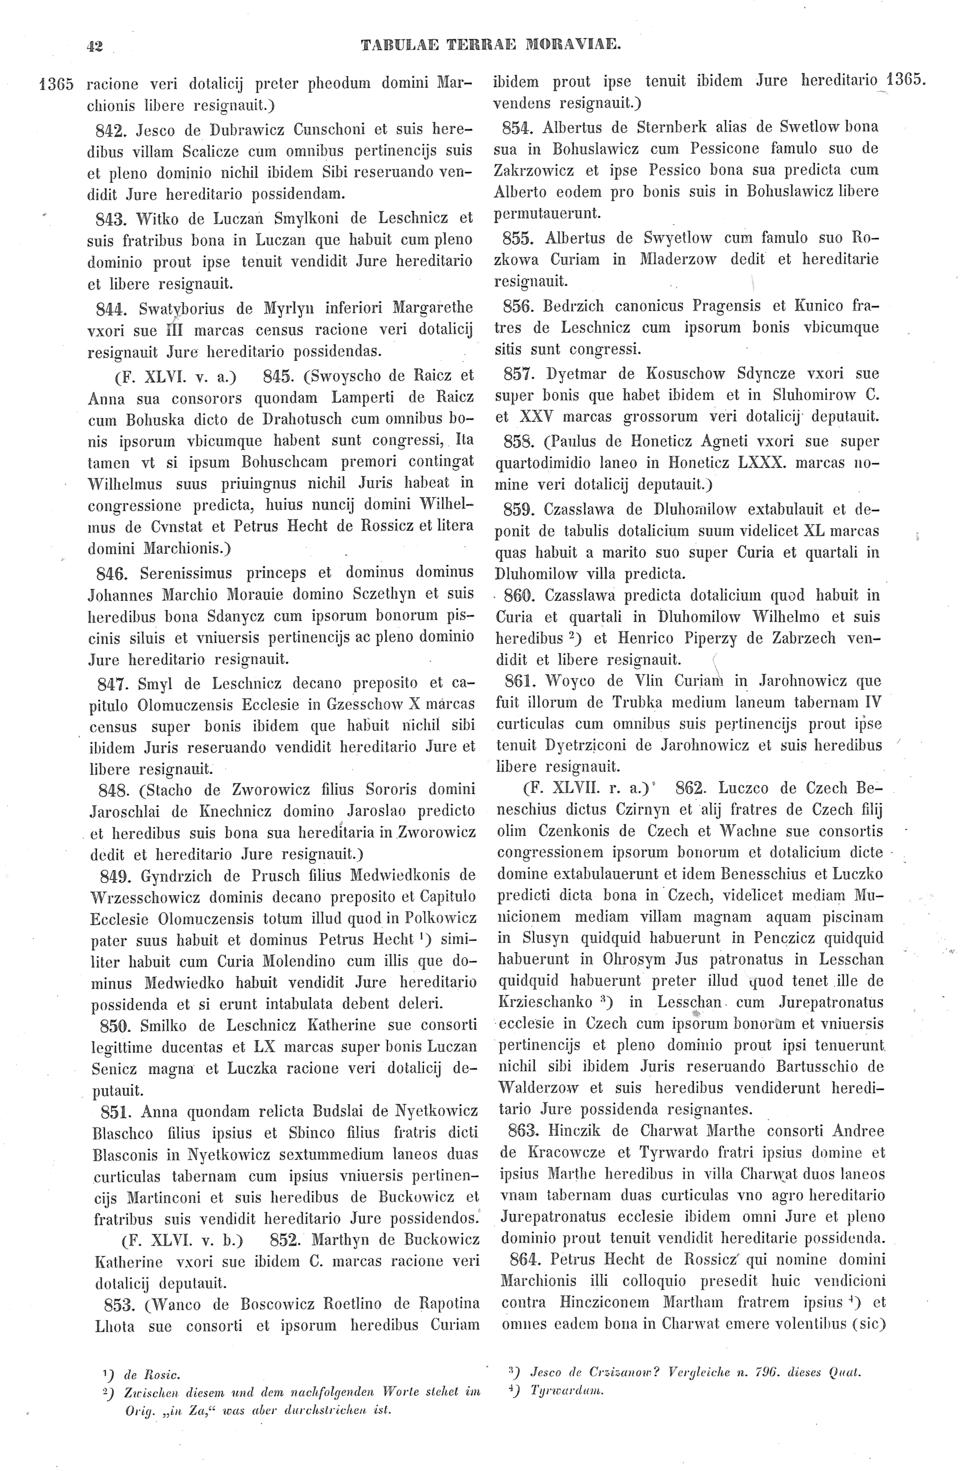 42 TABULAE TERRAE MORAVIAE.
1365 racione veri dotalicij preter pheodum domini Mar-
chionis libere resignauit.)
842. Jesco de Dubrawicz Cunschoni et suis here-
dibus villam Scalicze cum omnibus pertinencijs suis
et pleno dominio nichil ibidem Sibi reseruando ven-
didit Jure hereditario possidendam.
843. Witko de Luczan Smylkoni de Leschnicz et
suis fratribus bona in Luczan que habuit cum pleno
dominio prout ipse tenuit vendidit Jure hereditario
et libere resignauit.
844. Swatyborius de Myrlyn inferiori Margarethe
vxori sue III marcas census racione veri dotalicij
resignauit Jure hereditario possidendas.
(F. XLVI. v. a.) 845. (Swoyscho de Raicz et
Anna sua consorors quondam Lamperti de Raicz
cum Bohuska dicto de Drahotusch cum omnibus bo-
nis ipsorum vbicumque habent sunt congressi, Ita
tamen vt si ipsum Bohuschcam premori contingat
Wilhelmus suus priuingnus nichil Juris habeat in
congressione predicta, huius nuncij domini Wilhel-
mus de Cvnstat et Petrus Hecht de Rossicz et litera
domini Marchionis.)
846. Serenissimus princeps et dominus dominus
Johannes Marchio Morauie domino Sczethyn et suis
heredibus bona Sdanycz cum ipsorum bonorum pis-
cinis siluis et vniuersis pertinencijs ac pleno dominio
Jure hereditario resignauit.
847. Smyl de Leschnicz decano preposito et ca-
pitulo Olomuczensis Ecclesie in Gzesschow X marcas
census super bonis ibidem que habuit nichil sibi
ibidem Juris reseruando vendidit hereditario Jure et
libere resignauit.
848. (Stacho de Zworowicz filius Sororis domini
Jaroschlai de Knechnicz domino Jaroslao predicto
et heredibus suis bona sua hereditaria in Zworowicz
dedit et hereditario Jure resignauit.)
849. Gyndrzich de Prusch filius Medwiedkonis de
Wrzesschowicz dominis decano preposito et Capitulo
Ecclesie Olomuczensis totum illud quod in Polkowicz
pater suus habuit et dominus Petrus Hecht ¹) simi-
liter habuit cum Curia Molendino cum illis que do-
minus Medwiedko habuit vendidit Jure hereditario
possidenda et si erunt intabulata debent deleri.
850. Smilko de Leschnicz Katherine sue consorti
legittime ducentas et LX marcas super bonis Luczan
Senicz magna et Luczka racione veri dotalicij de-
putauit.
851. Anna quondam relicta Budslai de Nyetkowicz
Blaschco filius ipsius et Sbinco filius fratris dicti
Blasconis in Nyetkowicz sextummedium laneos duas
curticulas tabernam cum ipsius vniuersis pertinen-
cijs Martinconi et suis heredibus de Buckowicz et
fratribus suis vendidit hereditario Jure possidendos.
(F. XLVI. v. b.) 852. Marthyn de Buckowicz
Katherine vxori sue ibidem C. marcas racione veri
dotalicij deputauit.
853. (Wanco de Boscowicz Roetlino de Rapotina
Lhota sue consorti et ipsorum heredibus Curiam
¹) de Rosic.
²) Zwischen diesem und dem nachfolgenden Worte stehet im
Orig. „in Za,“ was aber durchstrichen ist.
ibidem prout ipse tenuit ibidem Jure hereditario 1365.
vendens resignauit.)
854. Albertus de Sternberk alias de Swetlow bona
sua in Bohuslawicz cum Pessicone famulo suo de
Zakrzowicz et ipse Pessico bona sua predicta cum
Alberto eodem pro bonis suis in Bohuslawicz libere
permutauerunt.
855. Albertus de Swyetlow cum famulo suo Ro-
zkowa Curiam in Mladerzow dedit et hereditarie
resignauit.
856. Bedrzich canonicus Pragensis et Kunico fra-
tres de Leschnicz cum ipsorum bonis vbicumque
sitis sunt congressi.
857. Dyetmar de Kosuschow Sdyncze vxori sue
super bonis que habet ibidem et in Sluhomirow C.
et XXV marcas grossorum veri dotalicij deputauit.
858. (Paulus de Honeticz Agneti vxori sue super
quartodimidio laneo in Honeticz LXXX. marcas no-
mine veri dotalicij deputauit.)
859. Czasslawa de Dluhomilow extabulauit et de-
ponit de tabulis dotalicium suum videlicet XL marcas
quas habuit a marito suo super Curia et quartali in
Dluhomilow villa predicta.
860. Czasslawa predicta dotalicium quod habuit in
Curia et quartali in Dluhomilow Wilhelmo et suis
heredibus ²) et Henrico Piperzy de Zabrzech ven-
didit et libere resignauit.
861. Woyco de Vlin Curiam in Jarohnowicz que
fuit illorum de Trubka medium laneum tabernam IV
curticulas cum omnibus suis pertinencijs prout ipse
tenuit Dyetrziconi de Jarohnowicz et suis heredibus
libere resignauit.
(F. XLVII. r. a.) 862. Luczco de Czech Be-
neschius dictus Czirnyn et alij fratres de Czech filij
olim Czenkonis de Czech et Wachne sue consortis
congressionem ipsorum bonorum et dotalicium dicte
domine extabulauerunt et idem Benesschius et Luczko
predicti dicta bona in Czech, videlicet mediam Mu-
nicionem mediam villam magnam aquam piscinam
in Slusyn quidquid habuerunt in Penczicz quidquid
habuerunt in Ohrosym Jus patronatus in Lesschan
quidquid habuerunt preter illud quod tenet ille de
Krzieschanko ³) in Lesschan cum Jurepatronatus
ecclesie in Czech cum ipsorum bonorum et vniuersis
pertinencijs et pleno dominio prout ipsi tenuerunt
nichil sibi ibidem Juris reseruando Bartusschio de
Walderzow et suis heredibus vendiderunt heredi-
tario Jure possidenda resignantes.
863. Hinczik de Charwat Marthe consorti Andree
de Kracowcze et Tyrwardo fratri ipsius domine et
ipsius Marthe heredibus in villa Charwat duos laneos
vnam tabernam duas curticulas vno agro hereditario
Jurepatronatus ecclesie ibidem omni Jure et pleno
dominio prout tenuit vendidit hereditarie possidenda.
864. Petrus Hecht de Rossicz qui nomine domini
Marchionis illi colloquio presedit huic vendicioni
contra Hincziconem Martham fratrem ipsius ⁴) et
omnes eadem bona in Charwat emere volentibus (sic)
³) Jesco de Crzizanow? Vergleiche n. 796. dieses Quat.
⁴) Tyrwardum.